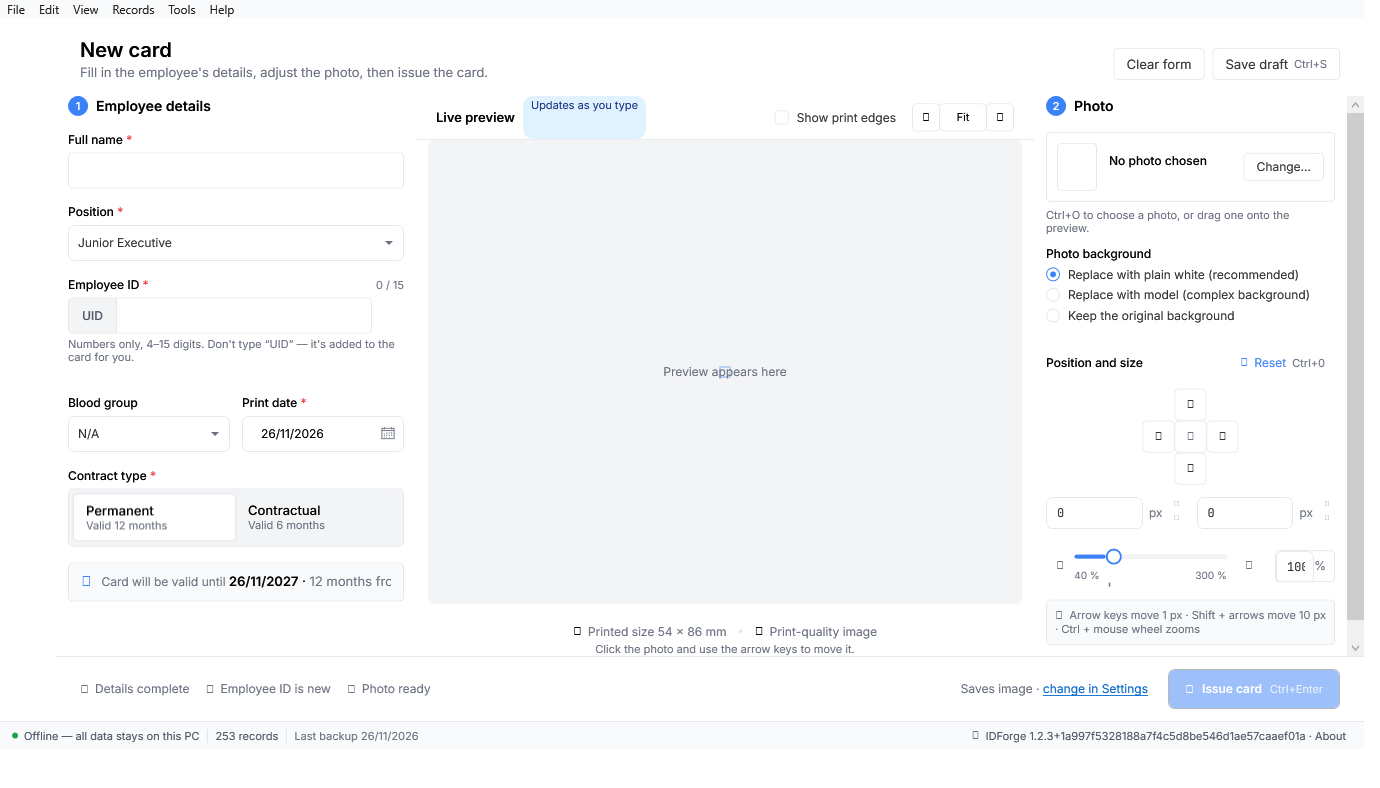 File Edit View Records Tools Help
New card
Fill in the employee's details, adjust the photo, then issue the card.
Clear form
Save draft Ctrl+S
1 Employee details
Full name *
Position *
Junior Executive
Employee ID * 0 / 15
UID
Numbers only, 4–15 digits. Don't type “UID” — it's added to the
card for you.
Blood group
N/A
Print date *
26/11/2026
Contract type *
Permanent
Valid 12 months
Contractual
Valid 6 months
Card will be valid until 26/11/2027 · 12 months frc
Live preview
Updates as you type
Show print edges
Fit
Preview appears here
Printed size 54 × 86 mm • Print-quality image
Click the photo and use the arrow keys to move it.
2 Photo
No photo chosen
Change...
Ctrl+O to choose a photo, or drag one onto the
preview.
Photo background
Replace with plain white (recommended)
Replace with model (complex background)
Keep the original background
Position and size
Reset Ctrl+0
0 px 0 px
40 % 300 %
100 %
Arrow keys move 1 px · Shift + arrows move 10 px
· Ctrl + mouse wheel zooms
Details complete Employee ID is new Photo ready
Saves image · change in Settings
Issue card Ctrl+Enter
Offline — all data stays on this PC 253 records Last backup 26/11/2026
IDForge 1.2.3+1a997f5328188a7f4c5d8be546d1ae57caaef01a · About